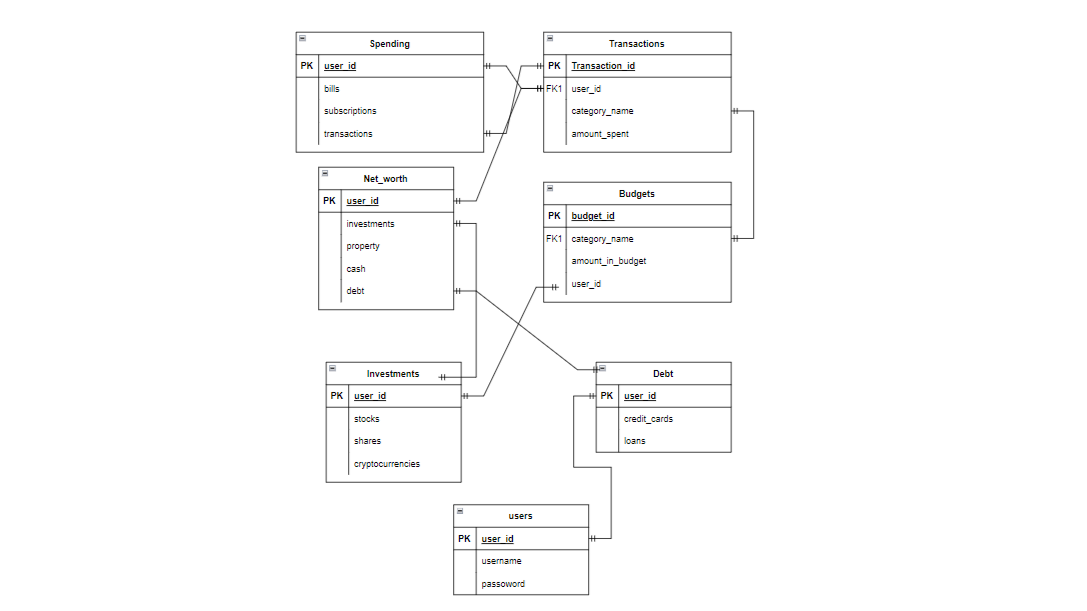 Spending
PK user_id
bills
subscriptions
transactions
Transactions
PK Transaction_id
FK1 user_id
category_name
amount_spent
Net_worth
PK user_id
investments
property
cash
debt
Budgets
PK budget_id
FK1 category_name
amount_in_budget
user_id
Investments
PK user_id
stocks
shares
cryptocurrencies
Debt
PK user_id
credit_cards
loans
users
PK user_id
username
passoword